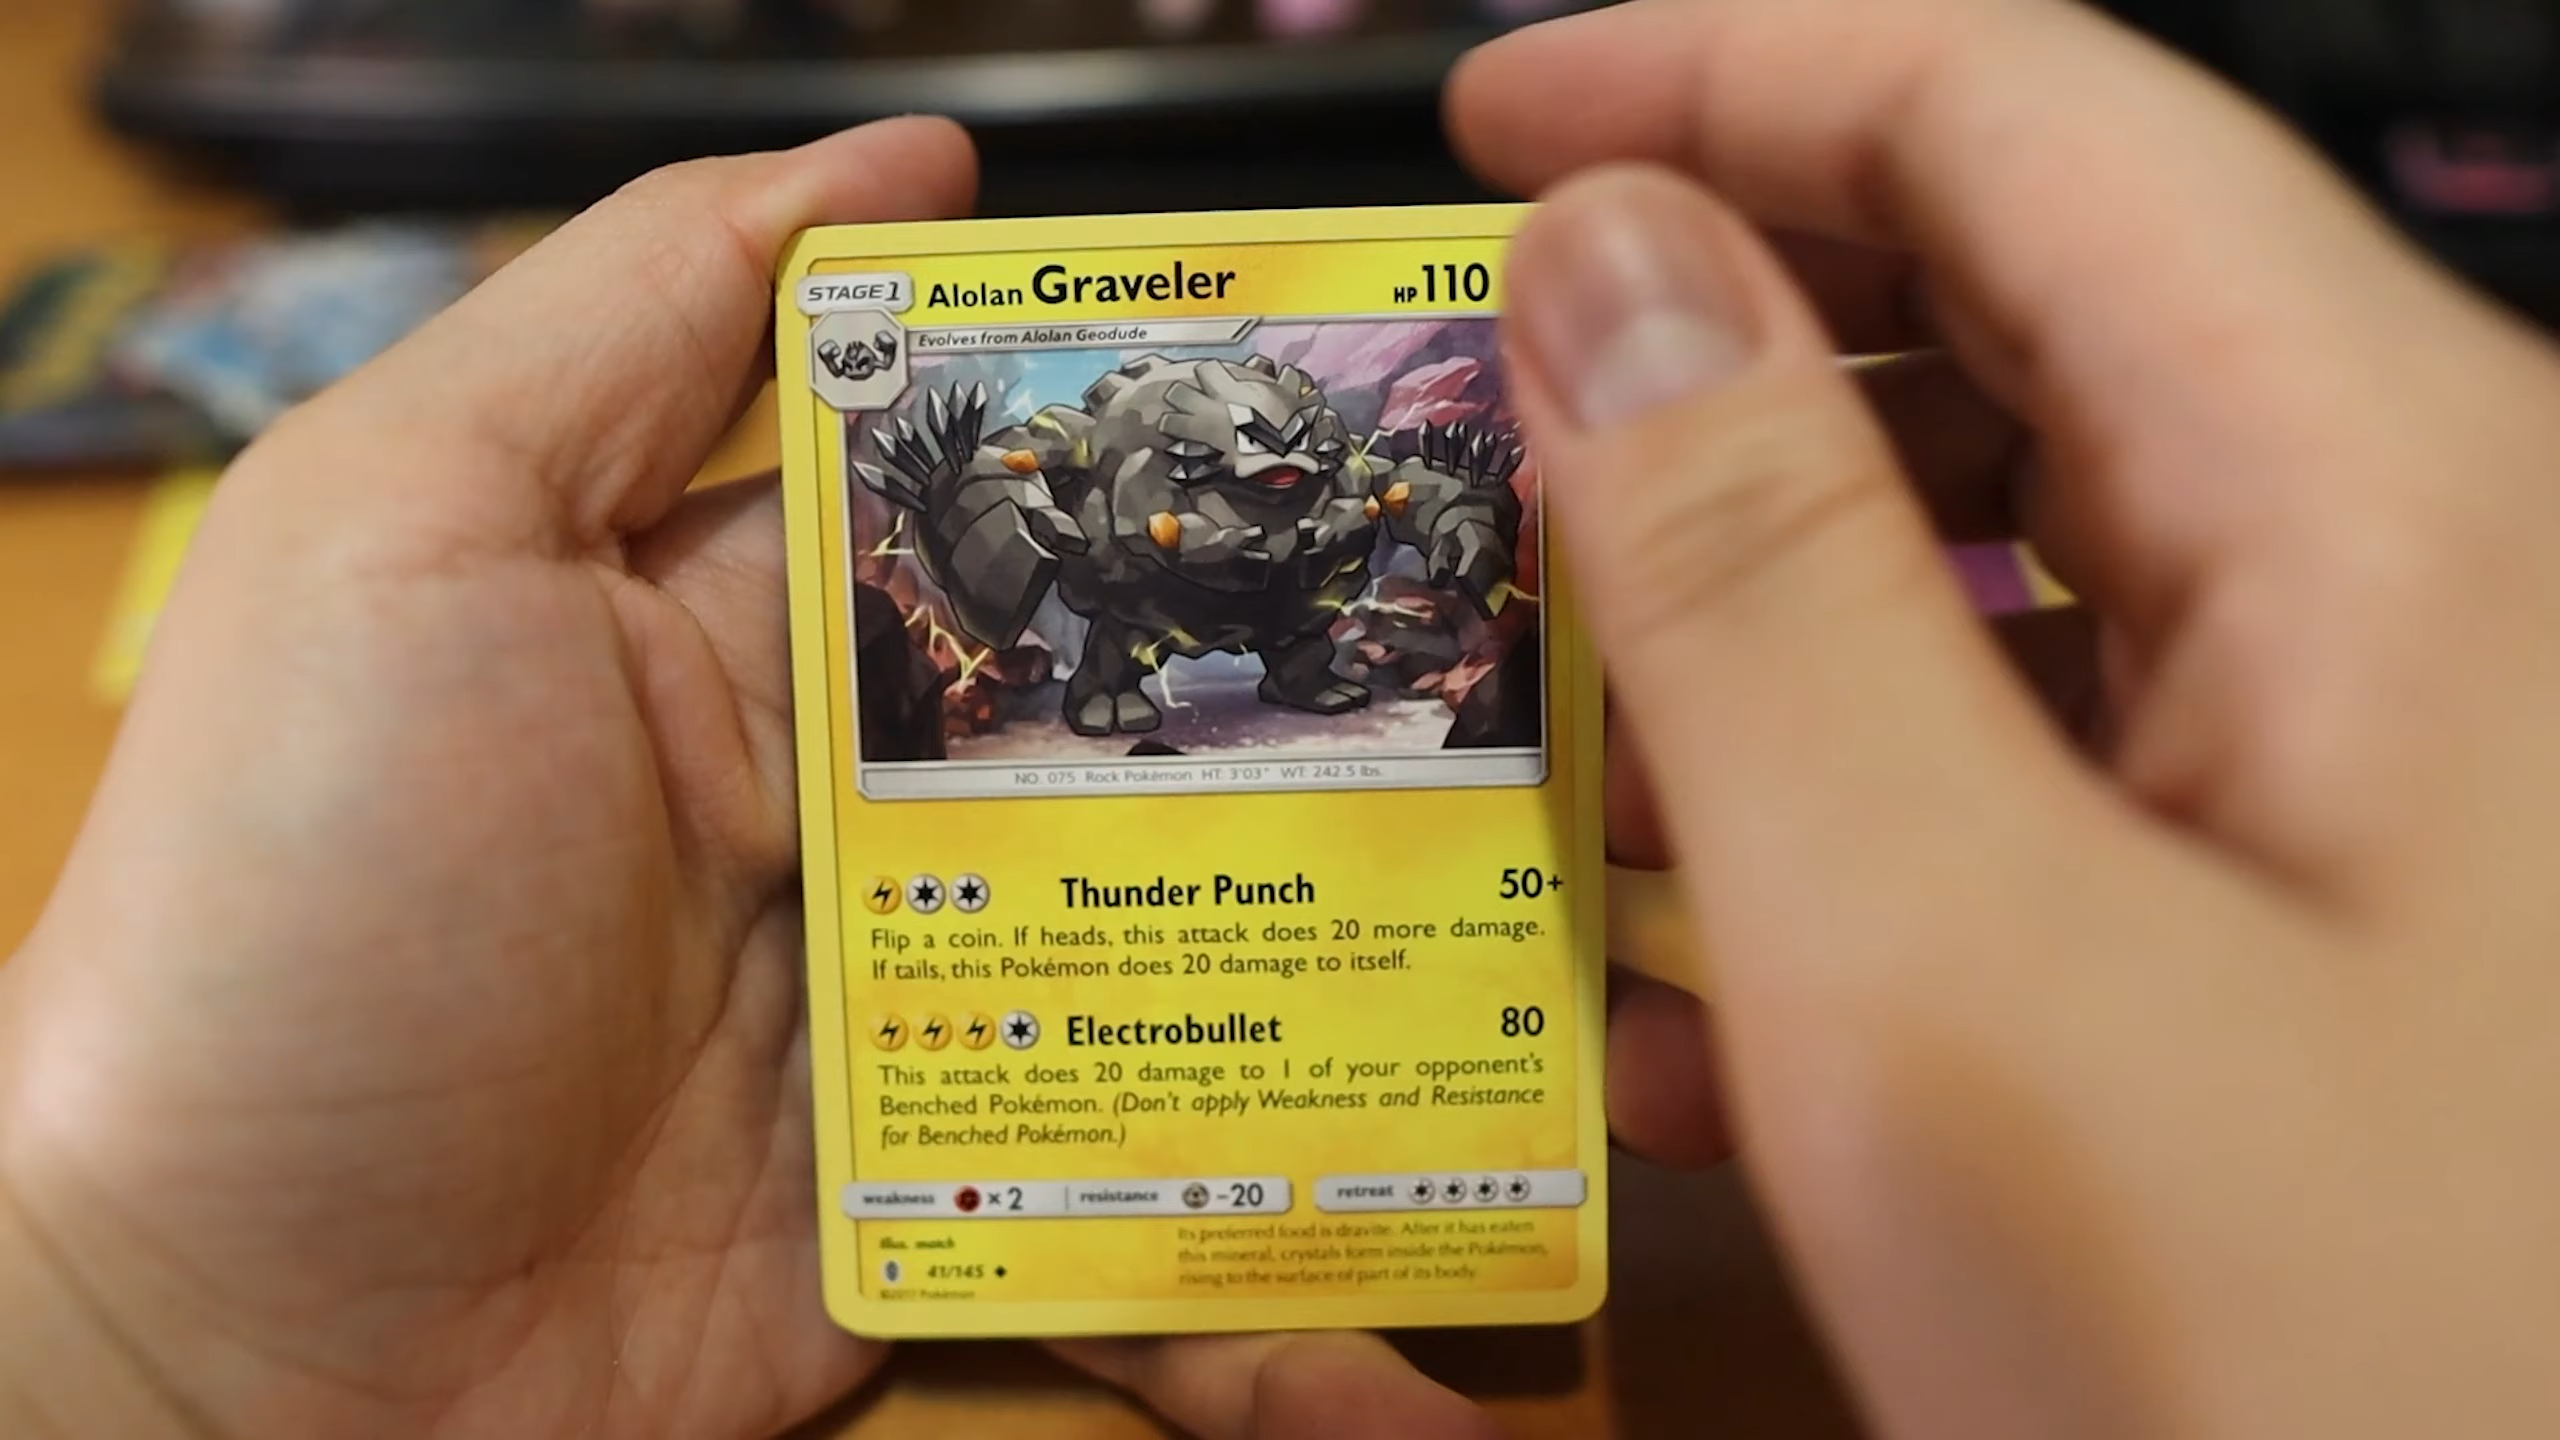 STAGE1 Alolan Graveler HP110
Evolves from Alolan Geodude
NO. 075 Rock Pokémon HT: 3'03" WT: 242.5 lbs.
Thunder Punch 50+
Flip a coin. If heads, this attack does 20 more damage.
If tails, this Pokémon does 20 damage to itself.
Electrobullet 80
This attack does 20 damage to 1 of your opponent's
Benched Pokémon. (Don't apply Weakness and Resistance
for Benched Pokémon.)
weakness ×2 resistance -20 retreat
Its preferred food is dravite. After it has eaten
this mineral, crystals form inside the Pokémon,
rising to the surface of part of its body.
Illus. match
41/145
©2017 Pokémon